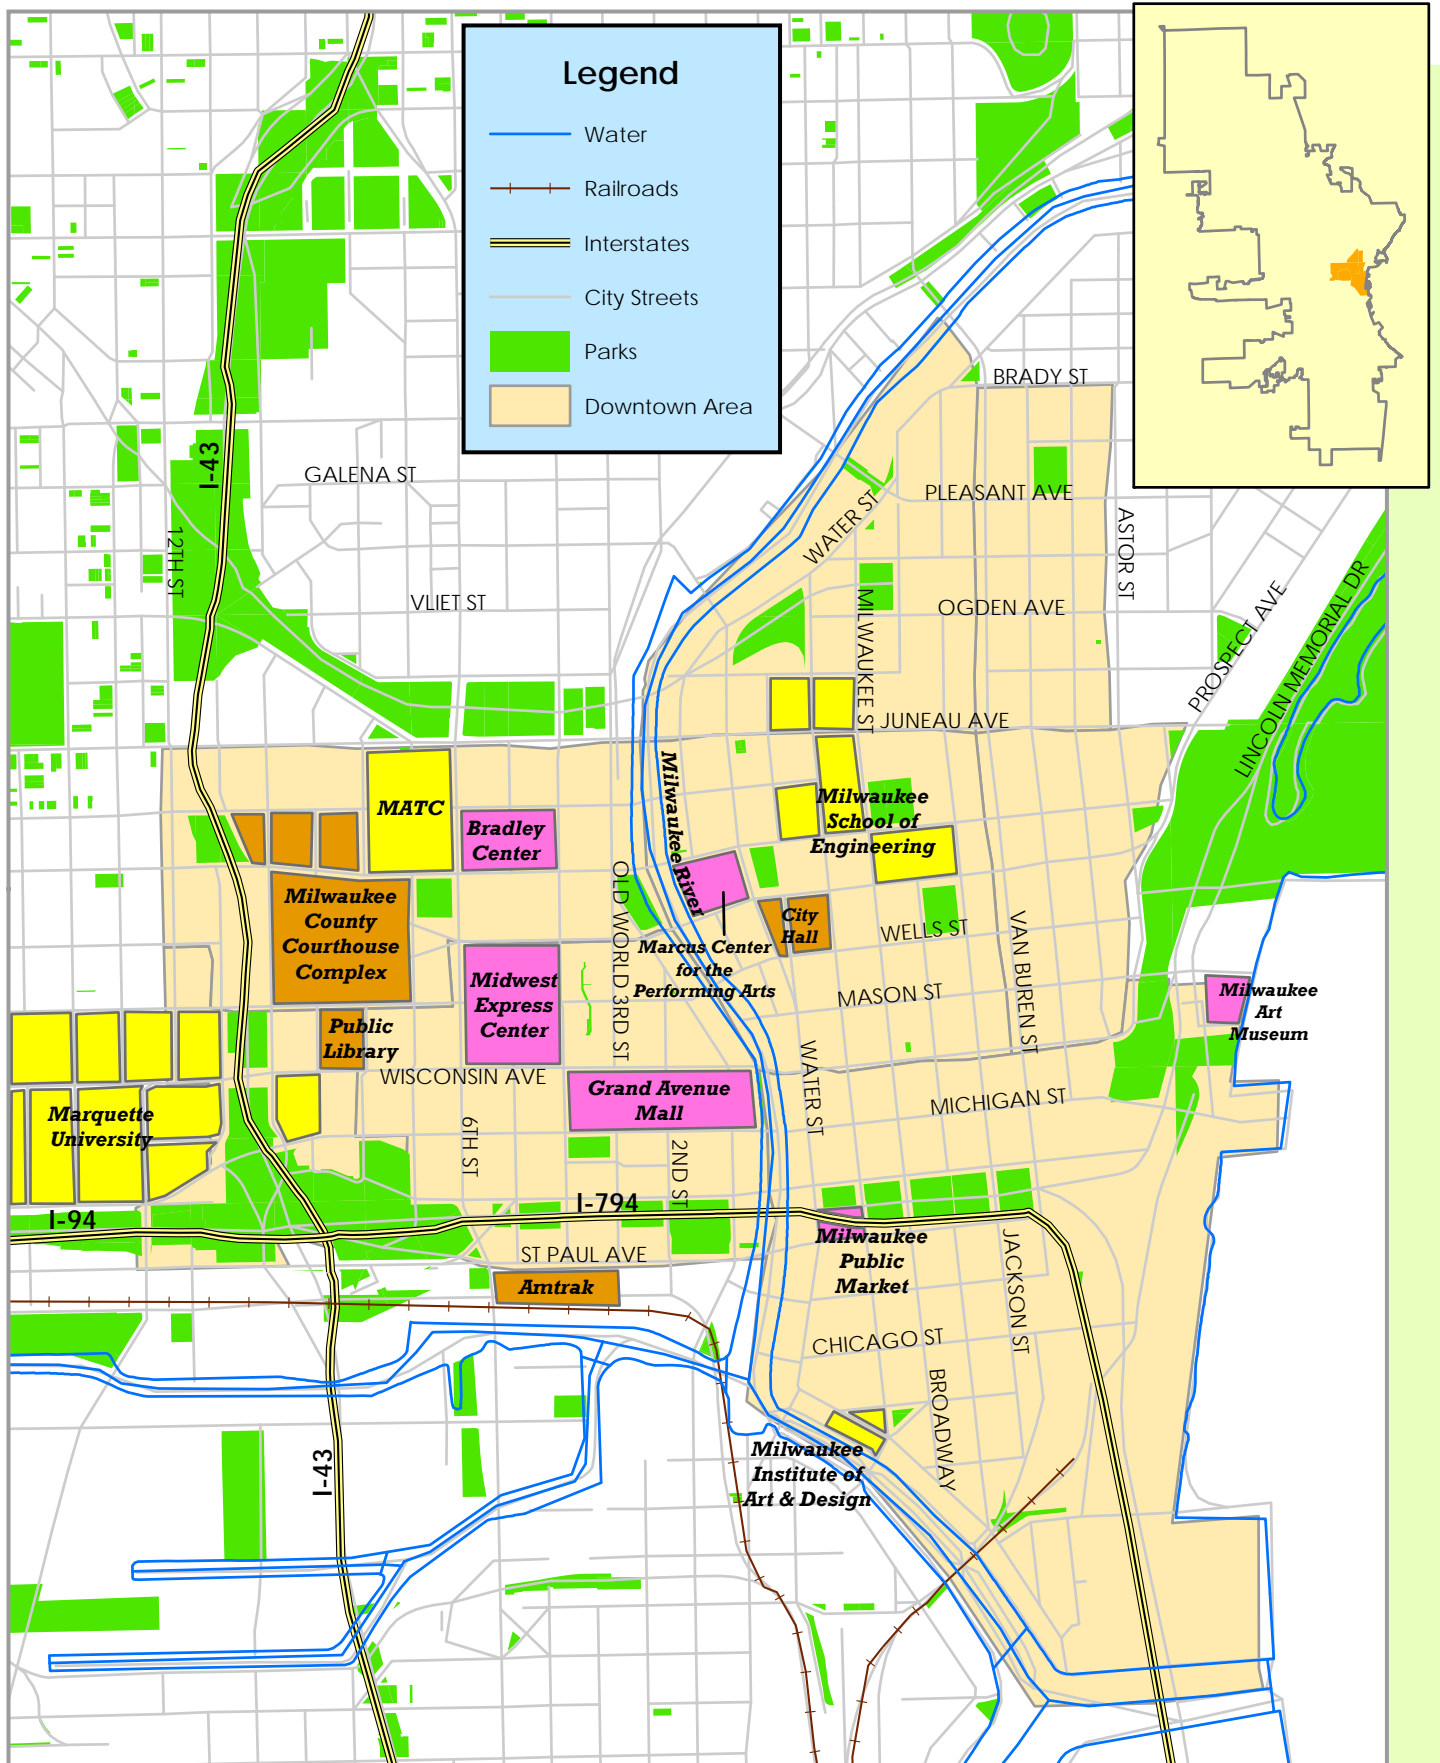 Legend
Water
Railroads
Interstates
City Streets
Parks
Downtown Area
BRADY ST
I-43
GALENA ST
PLEASANT AVE
WATER ST
12TH ST
ASTOR ST
VLIET ST
MILWAUKEE ST
OGDEN AVE
PROSPECT AVE
LINCOLN MEMORIAL DR
JUNEAU AVE
MATC
Bradley
Center
Milwaukee River
Milwaukee
School of
Engineering
Milwaukee
County
Courthouse
Complex
OLD WORLD 3RD ST
City
Hall
WELLS ST
VAN BUREN ST
Marcus Center
for the
Performing Arts
Midwest
Express
Center
MASON ST
Milwaukee
Art
Museum
Public
Library
WISCONSIN AVE
WATER ST
Grand Avenue
Mall
MICHIGAN ST
Marquette
University
6TH ST
2ND ST
I-94
I-794
ST PAUL AVE
Milwaukee
Public
Market
JACKSON ST
Amtrak
CHICAGO ST
BROADWAY
I-43
Milwaukee
Institute of
Art & Design